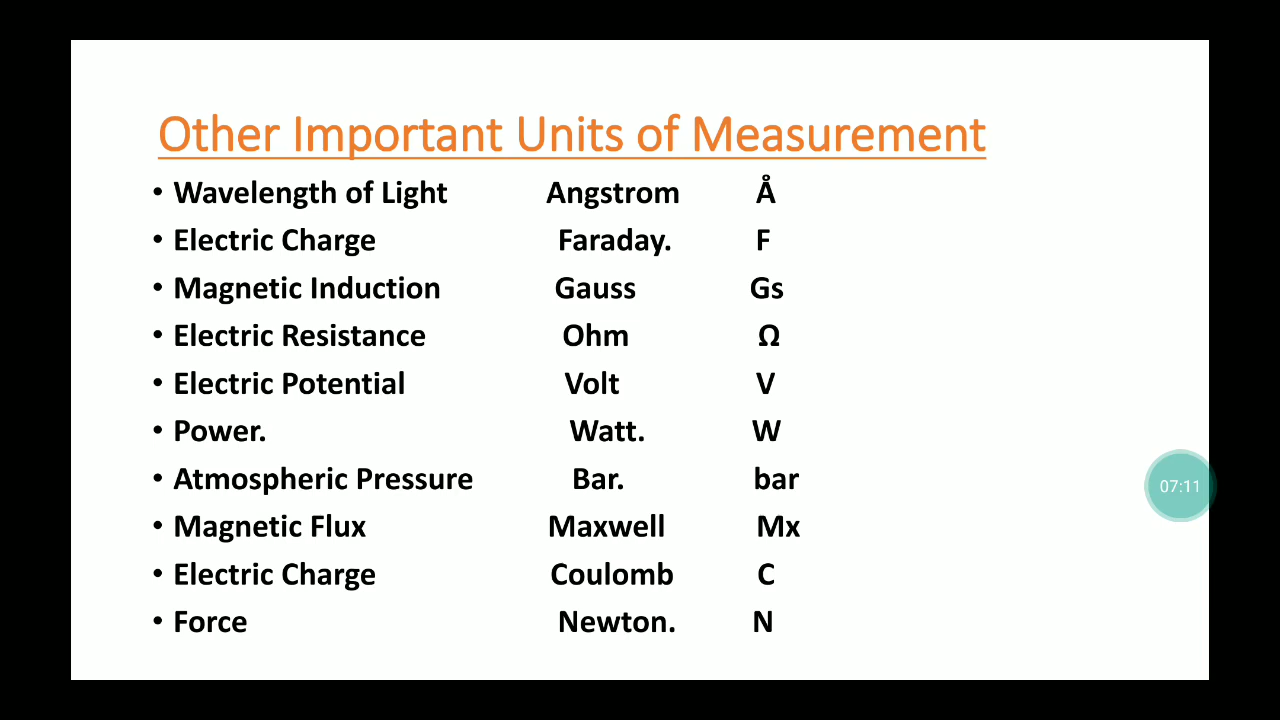 Other Important Units of Measurement
• Wavelength of Light Angstrom Å
• Electric Charge Faraday. F
• Magnetic Induction Gauss Gs
• Electric Resistance Ohm Ω
• Electric Potential Volt V
• Power. Watt. W
• Atmospheric Pressure Bar. bar
07:11
• Magnetic Flux Maxwell Mx
• Electric Charge Coulomb C
• Force Newton. N